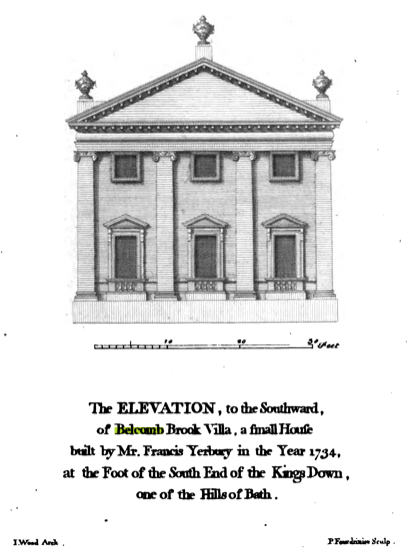 10 20 30 Feet
The ELEVATION, to the Southward,
of Belcomb Brook Villa, a ſmall Houſe
built by Mr. Francis Yerbury in the Year 1734,
at the Foot of the South End of the Kings Down,
one of the Hills of Bath.
I. Wood Arch. P. Fourdrinier Sculp.